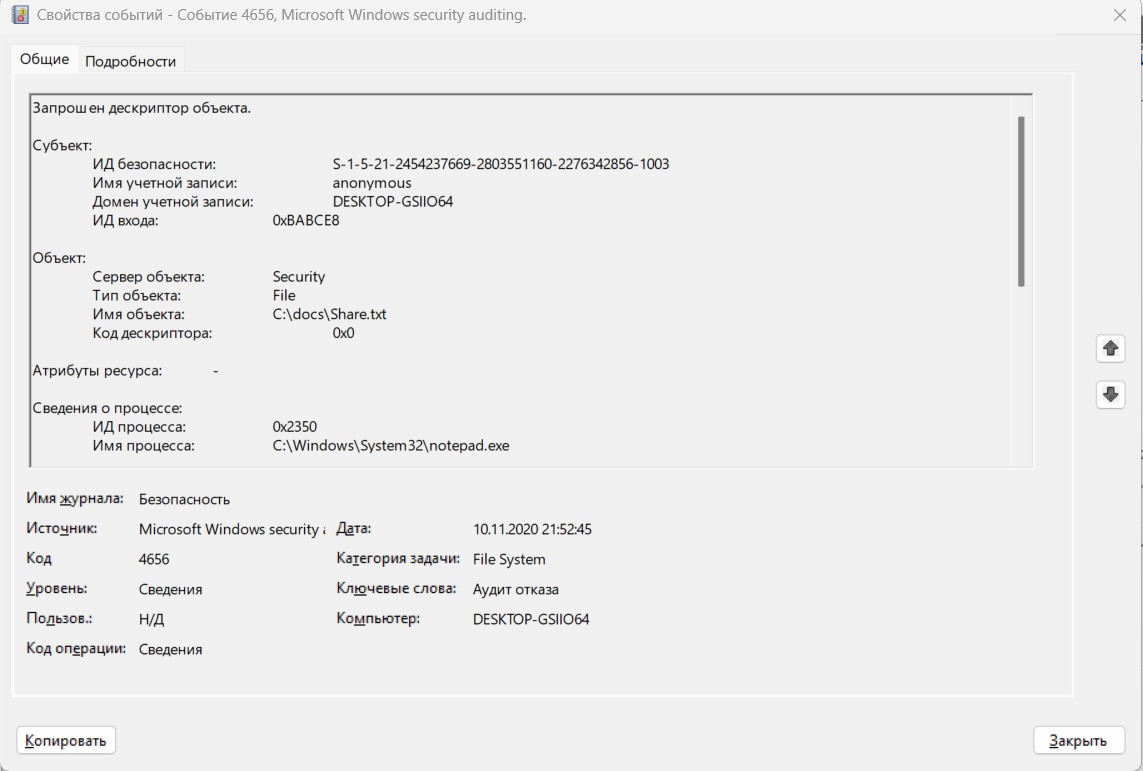 Свойства событий - Событие 4656, Microsoft Windows security auditing.
Общие Подробности
Запрошен дескриптор объекта.
Субъект:
ИД безопасности: S-1-5-21-2454237669-2803551160-2276342856-1003
Имя учетной записи: anonymous
Домен учетной записи: DESKTOP-GSIIO64
ИД входа: 0xBABCE8
Объект:
Сервер объекта: Security
Тип объекта: File
Имя объекта: C:\docs\Share.txt
Код дескриптора: 0x0
Атрибуты ресурса: -
Сведения о процессе:
ИД процесса: 0x2350
Имя процесса: C:\Windows\System32\notepad.exe
Имя журнала: Безопасность
Источник: Microsoft Windows security Дата: 10.11.2020 21:52:45
Код 4656 Категория задачи: File System
Уровень: Сведения Ключевые слова: Аудит отказа
Пользов.: Н/Д Компьютер: DESKTOP-GSIIO64
Код операции: Сведения
Копировать Закрыть